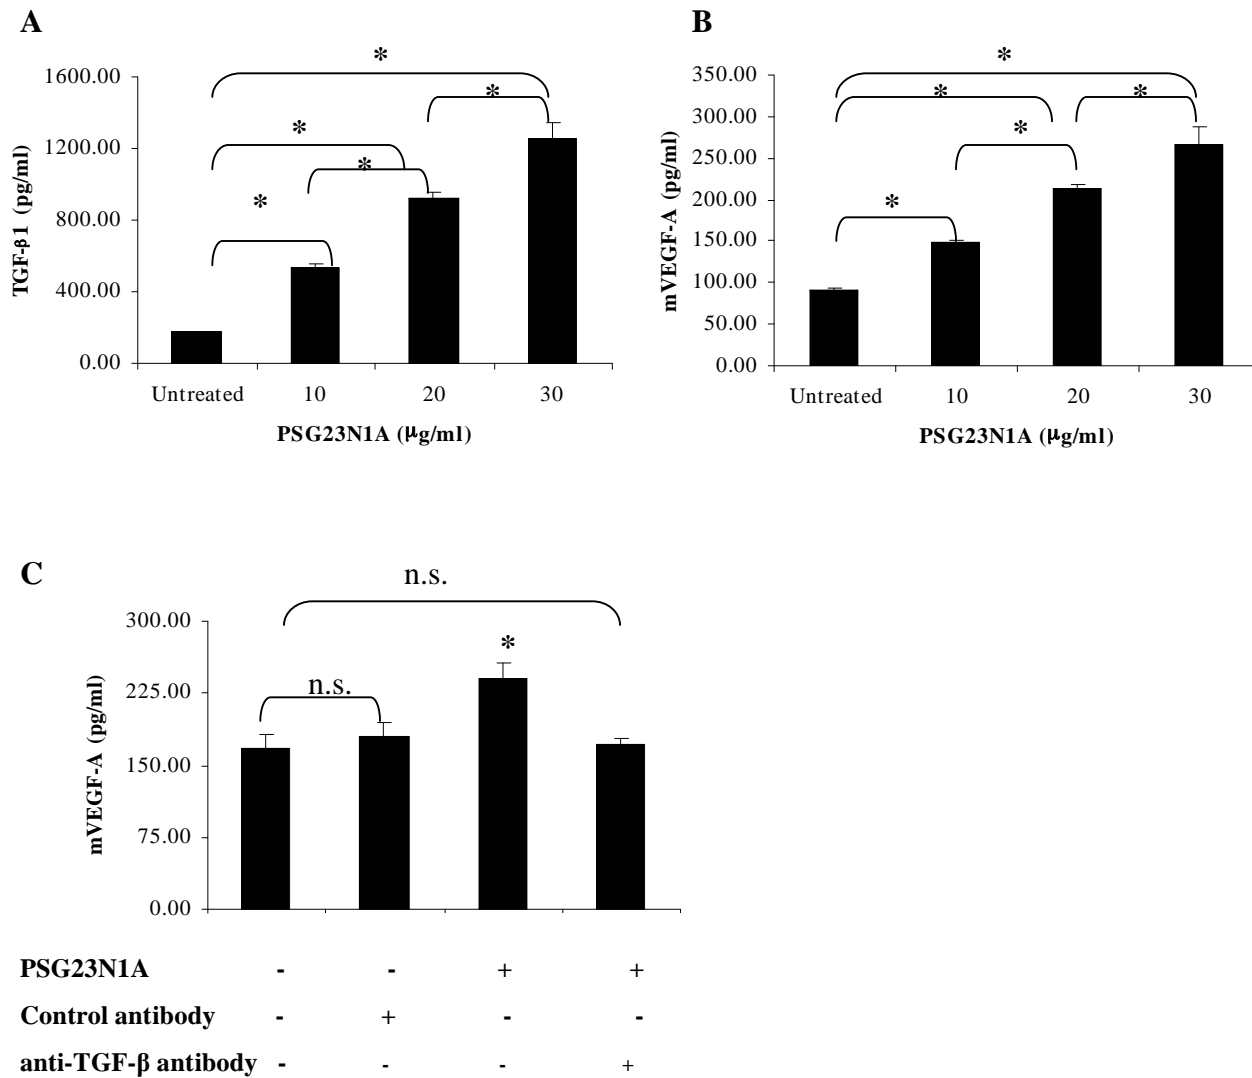 A
B
TGF-β1 (pg/ml)
1600.00
1200.00
800.00
400.00
0.00
*
*
*
*
*
Untreated 10 20 30
PSG23N1A (μg/ml)
mVEGF-A (pg/ml)
350.00
300.00
250.00
200.00
150.00
100.00
50.00
0.00
*
*
*
*
*
Untreated 10 20 30
PSG23N1A (μg/ml)
C
n.s.
mVEGF-A (pg/ml)
300.00
225.00
150.00
75.00
0.00
*
n.s.
PSG23N1A - - + +
Control antibody - + - -
anti-TGF-β antibody - - - +